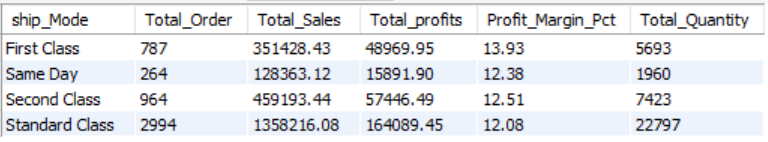 ship_Mode Total_Order Total_Sales Total_profits Profit_Margin_Pct Total_Quantity
First Class 787 351428.43 48969.95 13.93 5693
Same Day 264 128363.12 15891.90 12.38 1960
Second Class 964 459193.44 57446.49 12.51 7423
Standard Class 2994 1358216.08 164089.45 12.08 22797